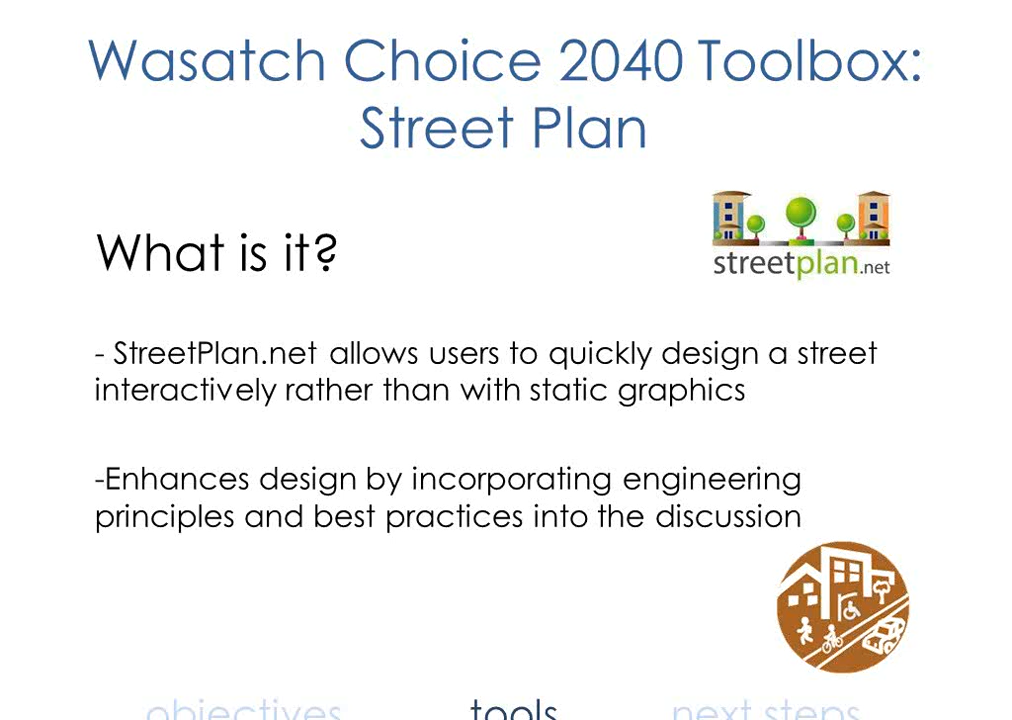 Wasatch Choice 2040 Toolbox:
Street Plan
What is it?
streetplan.net
- StreetPlan.net allows users to quickly design a street
interactively rather than with static graphics
-Enhances design by incorporating engineering
principles and best practices into the discussion
objectives tools next steps